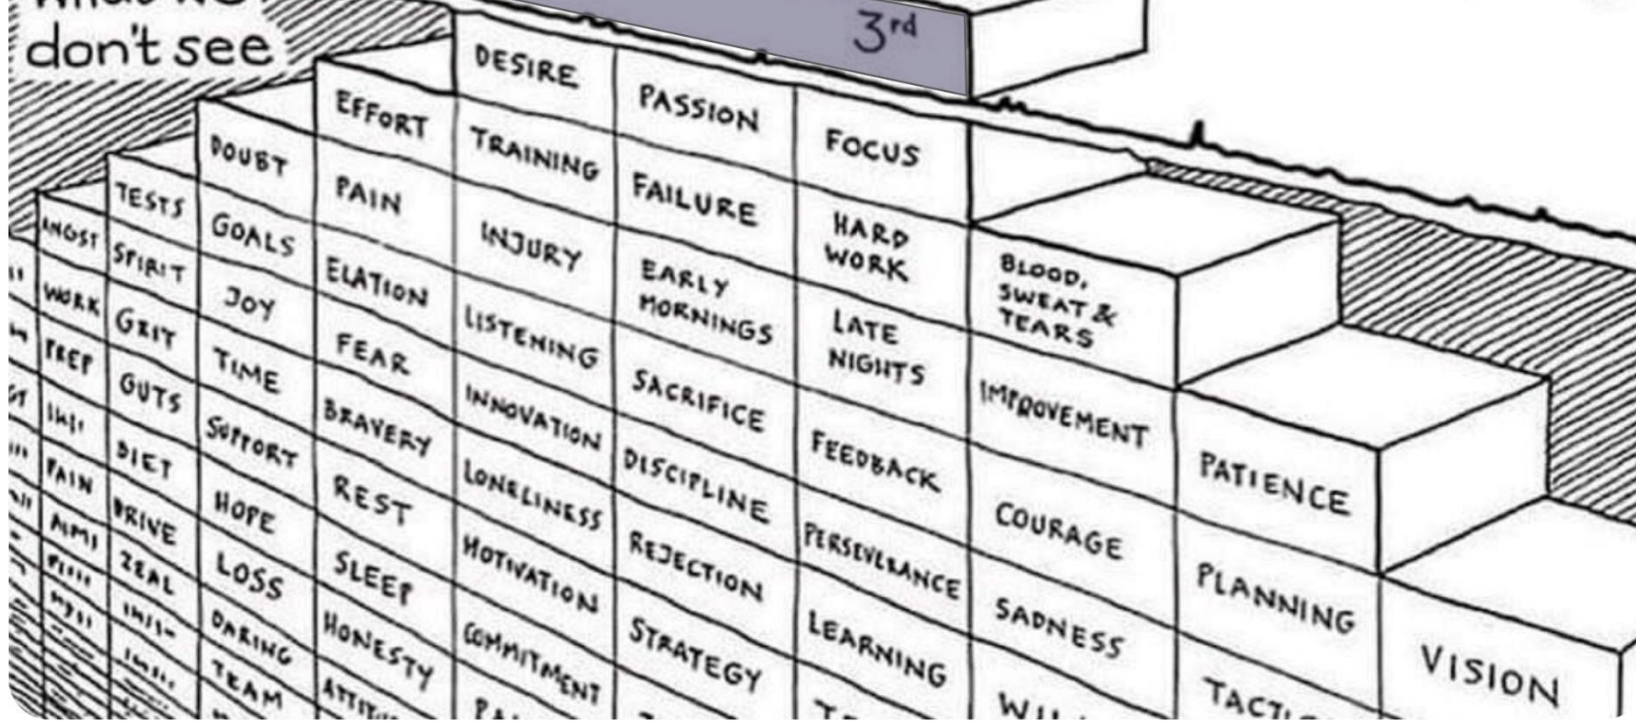 What we
don't see
3rd
ANGST
WORK
PREP
PAIN
TESTS
SPIRIT
GRIT
GUTS
DIET
DRIVE
ZEAL
DOUBT
GOALS
JOY
TIME
SUPPORT
HOPE
LOSS
DARING
TEAM
EFFORT
PAIN
ELATION
FEAR
BRAVERY
REST
SLEEP
HONESTY
DESIRE
TRAINING
INJURY
LISTENING
INNOVATION
LONELINESS
MOTIVATION
COMMITMENT
PASSION
FAILURE
EARLY
MORNINGS
SACRIFICE
DISCIPLINE
REJECTION
STRATEGY
FOCUS
HARD
WORK
LATE
NIGHTS
FEEDBACK
PERSEVERANCE
LEARNING
BLOOD,
SWEAT &
TEARS
IMPROVEMENT
COURAGE
SADNESS
PATIENCE
PLANNING
VISION